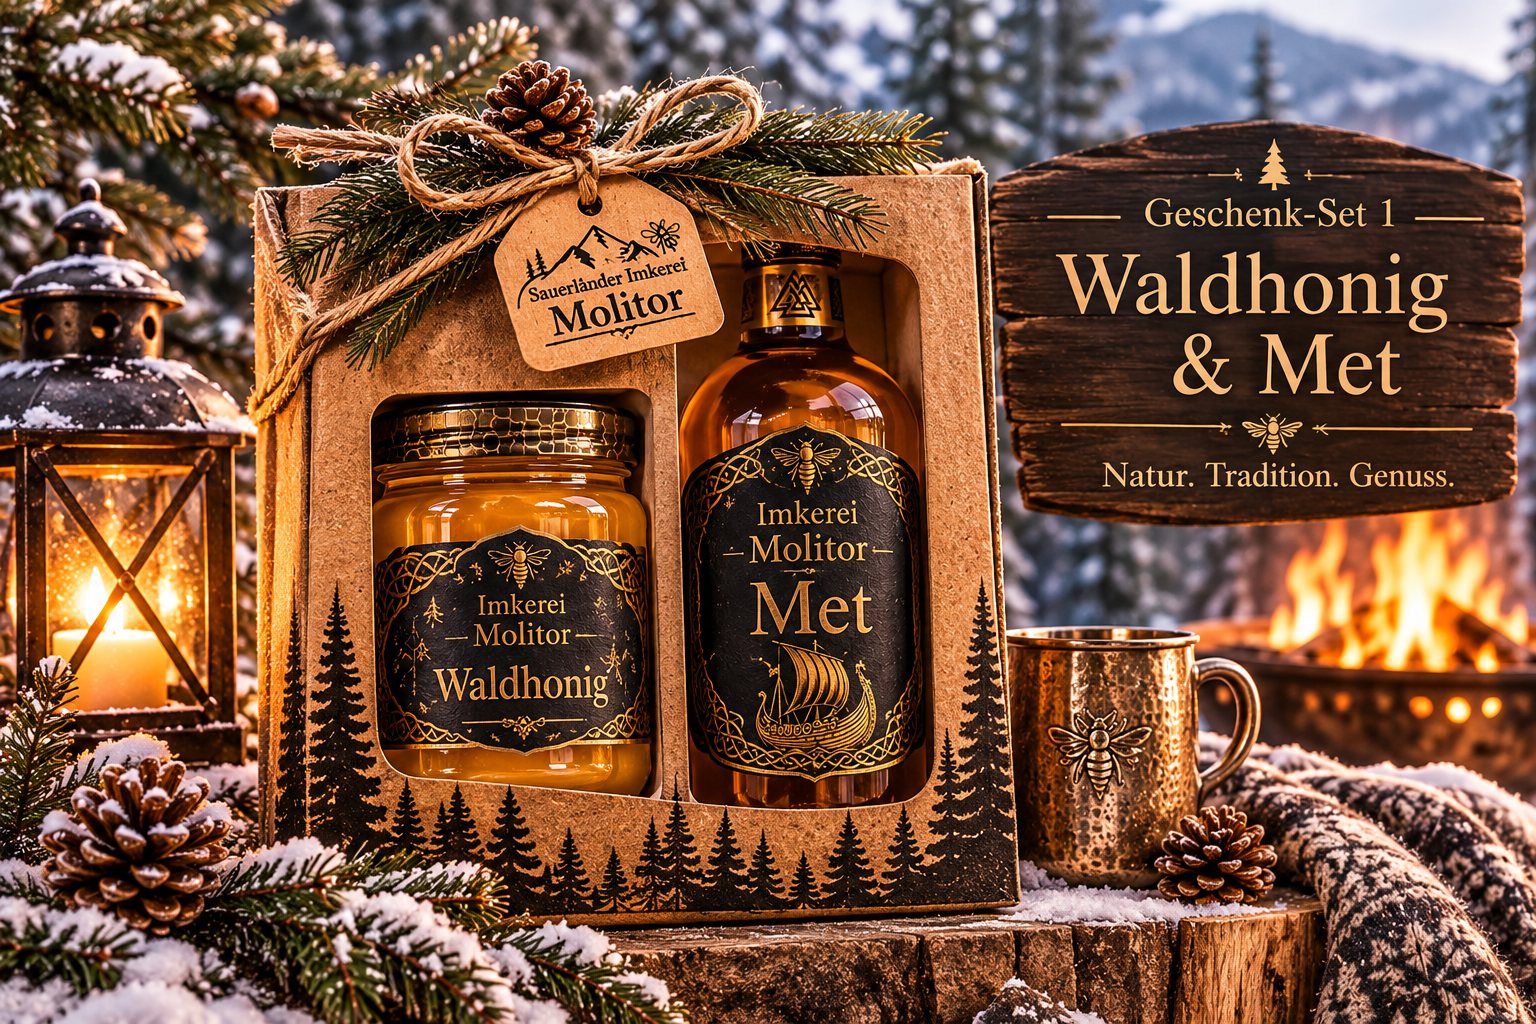 Sauerländer Imkerei
Molitor
Imkerei
Molitor
Waldhonig
Imkerei
Molitor
Met
Geschenk-Set 1
Waldhonig
& Met
Natur. Tradition. Genuss.